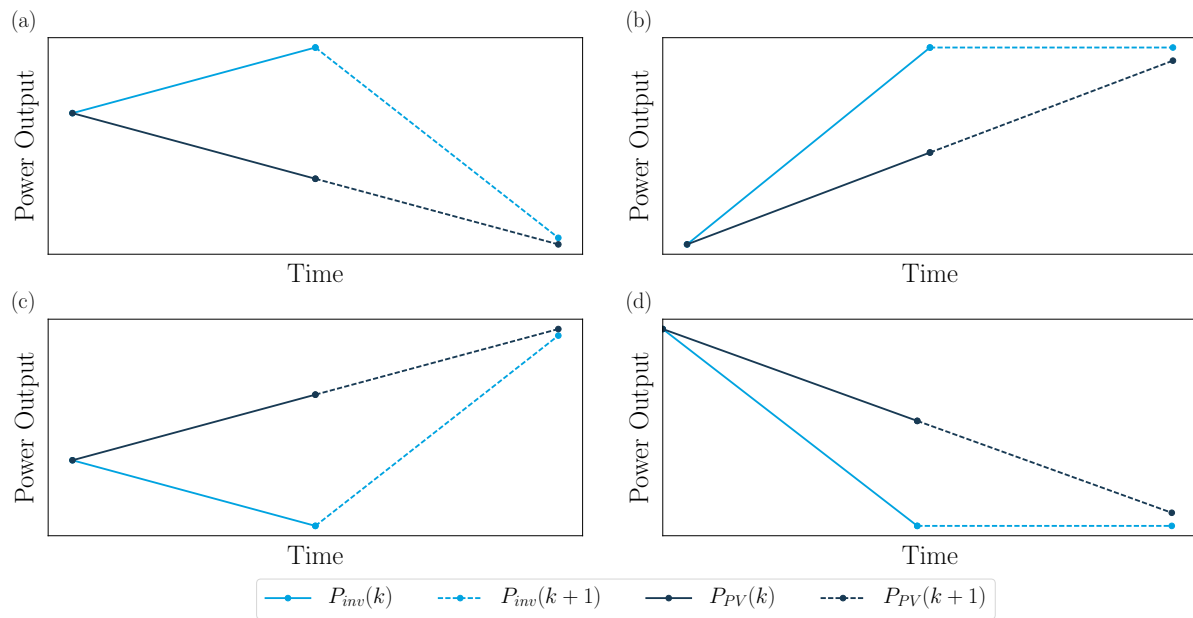 (a)
Power Output
Time
(b)
Power Output
Time
(c)
Power Output
Time
(d)
Power Output
Time
P_{inv}(k) P_{inv}(k+1) P_{PV}(k) P_{PV}(k+1)